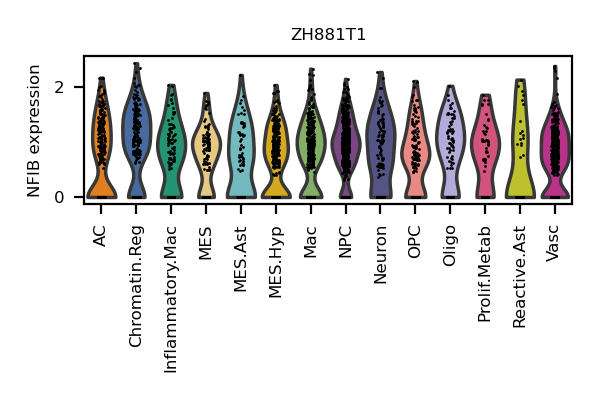 ZH881T1
NFIB expression
2
0
AC
Chromatin.Reg
Inflammatory.Mac
MES
MES.Ast
MES.Hyp
Mac
NPC
Neuron
OPC
Oligo
Prolif.Metab
Reactive.Ast
Vasc